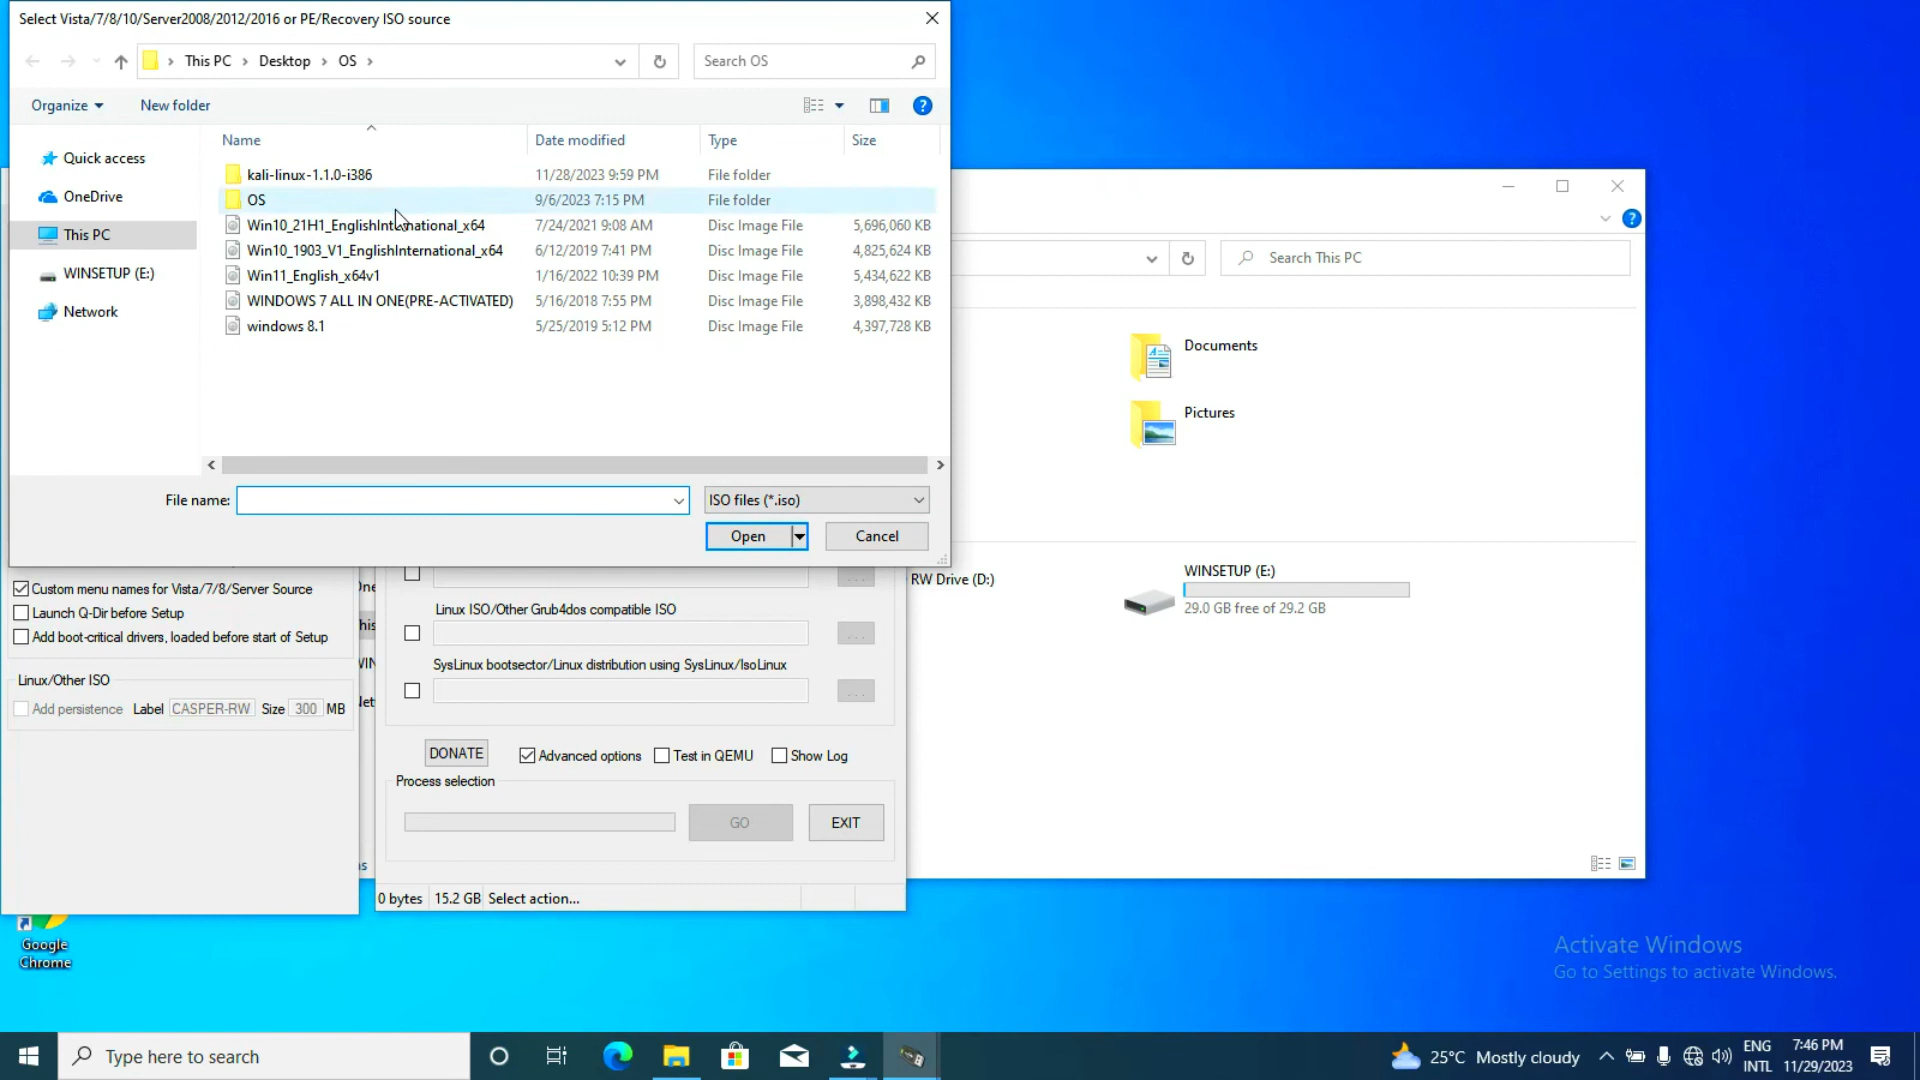 Select Vista/7/8/10/Server2008/2012/2016 or PE/Recovery ISO source
This PC > Desktop > OS >
Search OS
Organize
New folder
Name
Date modified
Type
Size
Quick access
OneDrive
This PC
WINSETUP (E:)
Network
kali-linux-1.1.0-i386 11/28/2023 9:59 PM File folder
OS 9/6/2023 7:15 PM File folder
Win10_21H1_EnglishInternational_x64 7/24/2021 9:08 AM Disc Image File 5,696,060 KB
Win10_1903_V1_EnglishInternational_x64 6/12/2019 7:41 PM Disc Image File 4,825,624 KB
Win11_English_x64v1 1/16/2022 10:39 PM Disc Image File 5,434,622 KB
WINDOWS 7 ALL IN ONE(PRE-ACTIVATED) 5/16/2018 7:55 PM Disc Image File 3,898,432 KB
windows 8.1 5/25/2019 5:12 PM Disc Image File 4,397,728 KB
File name:
ISO files (*.iso)
Open
Cancel
Search This PC
Documents
Pictures
RW Drive (D:)
WINSETUP (E:)
29.0 GB free of 29.2 GB
Custom menu names for Vista/7/8/Server Source
Launch Q-Dir before Setup
Add boot-critical drivers, loaded before start of Setup
Linux/Other ISO
Add persistence Label CASPER-RW Size 300 MB
Linux ISO/Other Grub4dos compatible ISO
...
SysLinux bootsector/Linux distribution using SysLinux/IsoLinux
...
DONATE
Advanced options
Test in QEMU
Show Log
Process selection
GO
EXIT
0 bytes 15.2 GB Select action...
Google
Chrome
Activate Windows
Go to Settings to activate Windows.
Type here to search
25°C Mostly cloudy
ENG
INTL
7:46 PM
11/29/2023